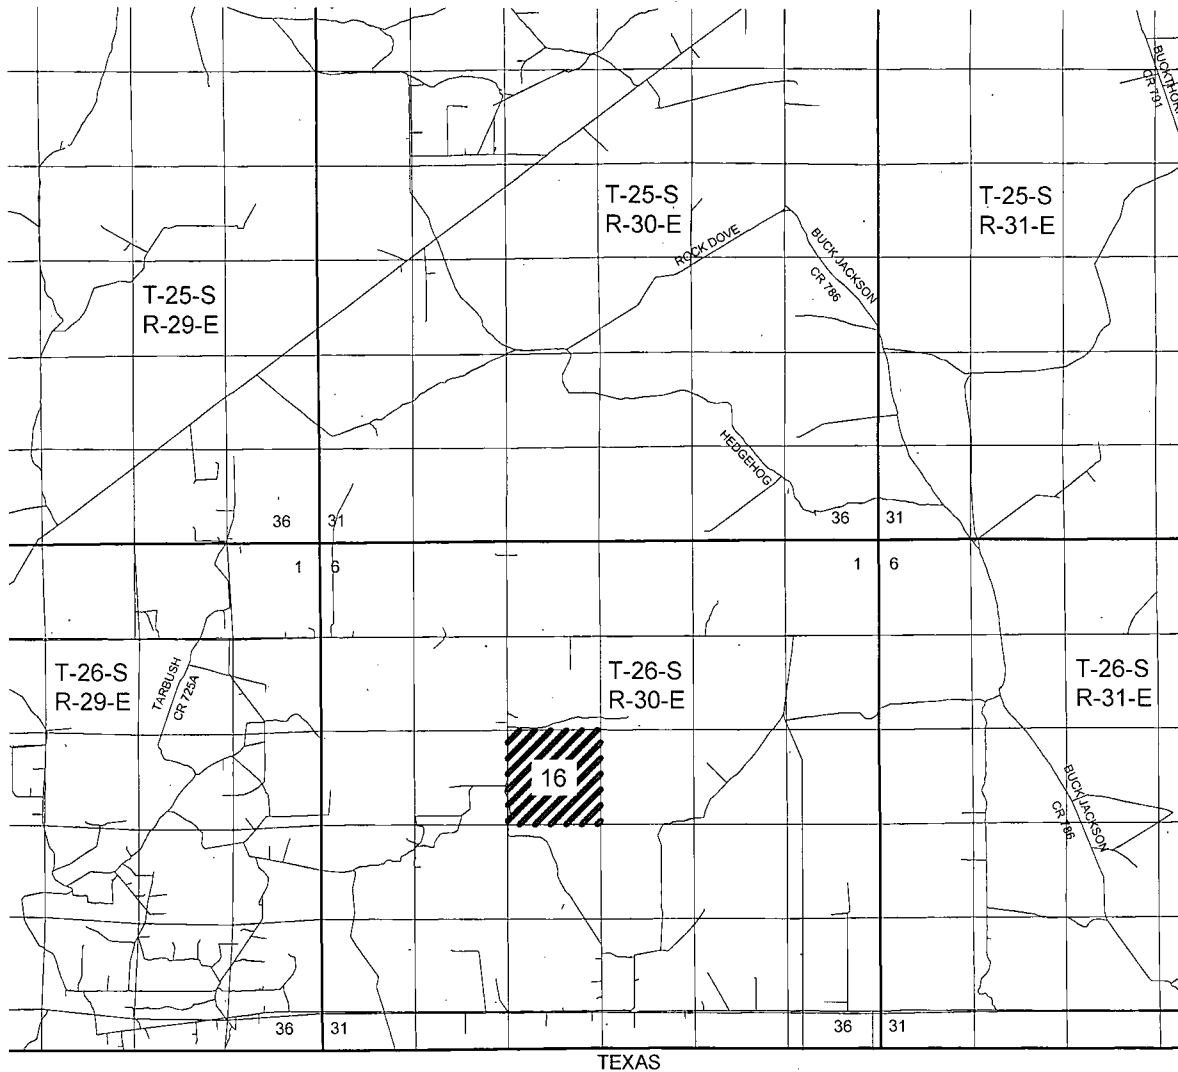 BUCKTHORN
CR 791
T-25-S
R-30-E
T-25-S
R-31-E
ROCK DOVE
BUCK JACKSON
CR 786
T-25-S
R-29-E
HEDGEHOG
36
31
36
31
1
6
1
6
T-26-S
R-29-E
TARBUSH
CR 725A
T-26-S
R-30-E
T-26-S
R-31-E
16
BUCK JACKSON
CR 786
36
31
36
31
TEXAS